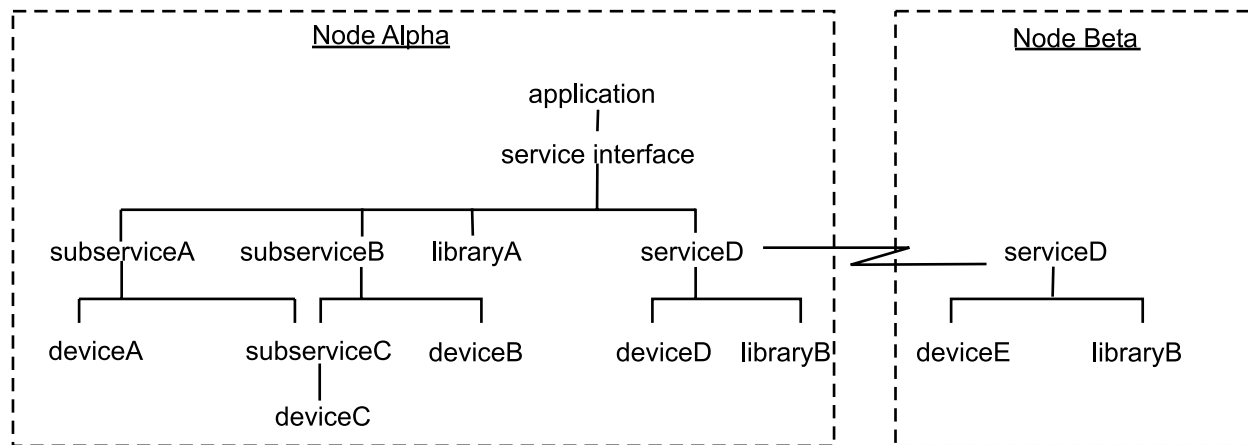 Node Alpha
Node Beta
application
service interface
subserviceA subserviceB libraryA serviceD serviceD
deviceA subserviceC deviceB deviceD libraryB deviceE libraryB
deviceC